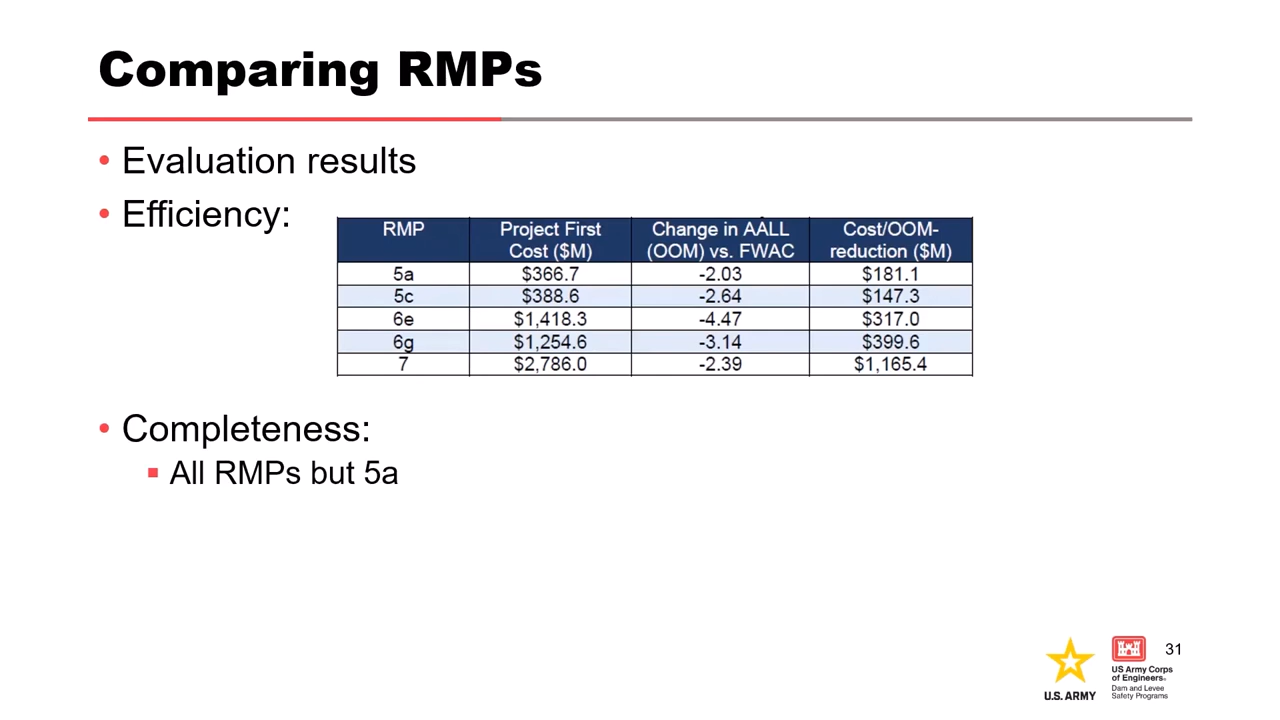 Comparing RMPs
• Evaluation results
• Efficiency:
RMP Project First Cost ($M) Change in AALL (OOM) vs. FWAC Cost/OOM-reduction ($M)
5a $366.7 -2.03 $181.1
5c $388.6 -2.64 $147.3
6e $1,418.3 -4.47 $317.0
6g $1,254.6 -3.14 $399.6
7 $2,786.0 -2.39 $1,165.4
• Completeness:
▪ All RMPs but 5a
31
U.S. ARMY
US Army Corps
of Engineers®
Dam and Levee
Safety Programs